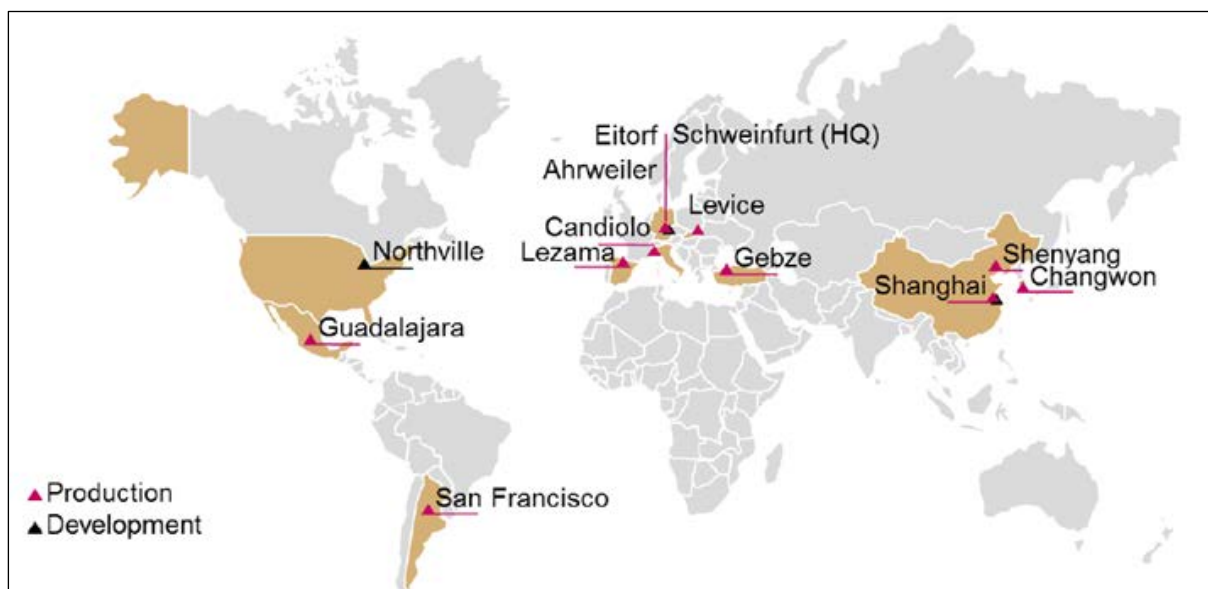 Eitorf
Schweinfurt (HQ)
Ahrweiler
Levice
Candiolo
Northville
Lezama
Gebze
Shenyang
Shanghai
Changwon
Guadalajara
San Francisco
Production
Development